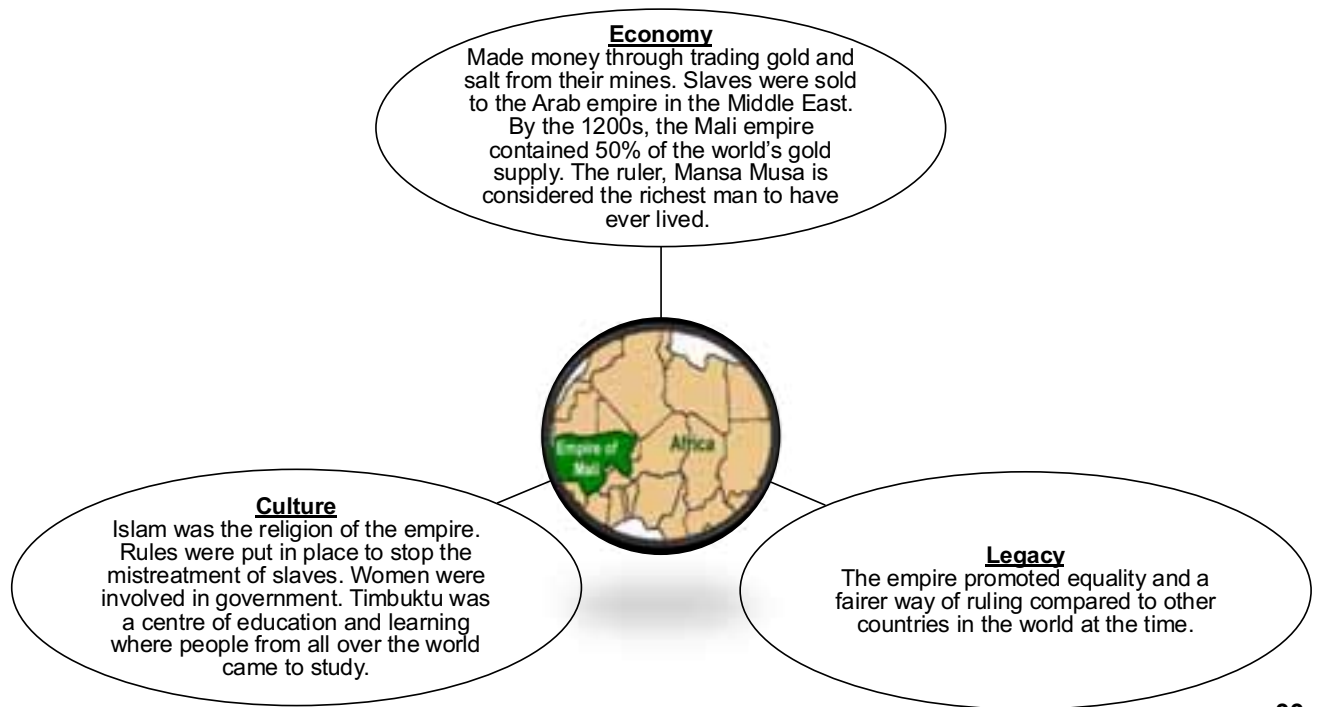 Economy
Made money through trading gold and
salt from their mines. Slaves were sold
to the Arab empire in the Middle East.
By the 1200s, the Mali empire
contained 50% of the world's gold
supply. The ruler, Mansa Musa is
considered the richest man to have
ever lived.
Empire of
Mali
Africa
Culture
Islam was the religion of the empire.
Rules were put in place to stop the
mistreatment of slaves. Women were
involved in government. Timbuktu was
a centre of education and learning
where people from all over the world
came to study.
Legacy
The empire promoted equality and a
fairer way of ruling compared to other
countries in the world at the time.